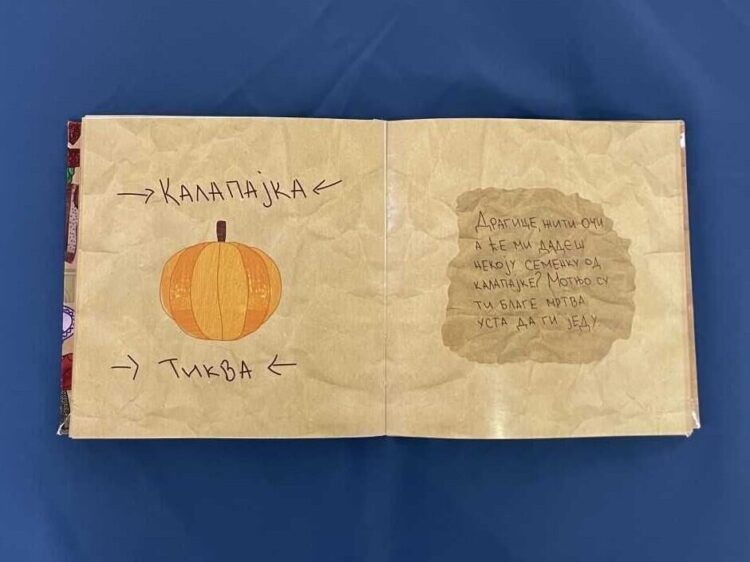 →КАЛАПАЈКА←
→ ТИКВА ←
ДРАГИЦЕ, ЖИТИ ОЧИ
А ЋЕ МИ ДАДЕШ
НЕКОЈУ СЕМЕНКУ ОД
КАЛАПАЈКЕ? МОТЊО СУ
ТИ БЛАГЕ МРТВА
УСТА ДА ГИ ЈЕДУ.